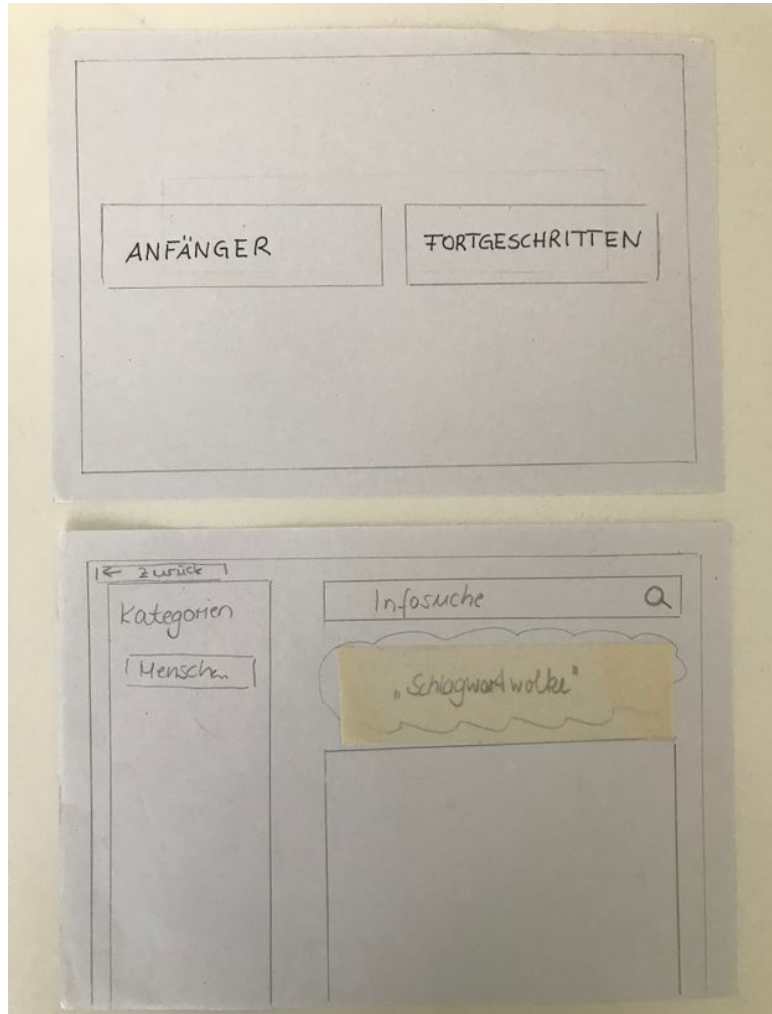 ANFÄNGER
FORTGESCHRITTEN
← Zurück
Kategorien
Menschen
Infosuche
„Schlagwortwolke"